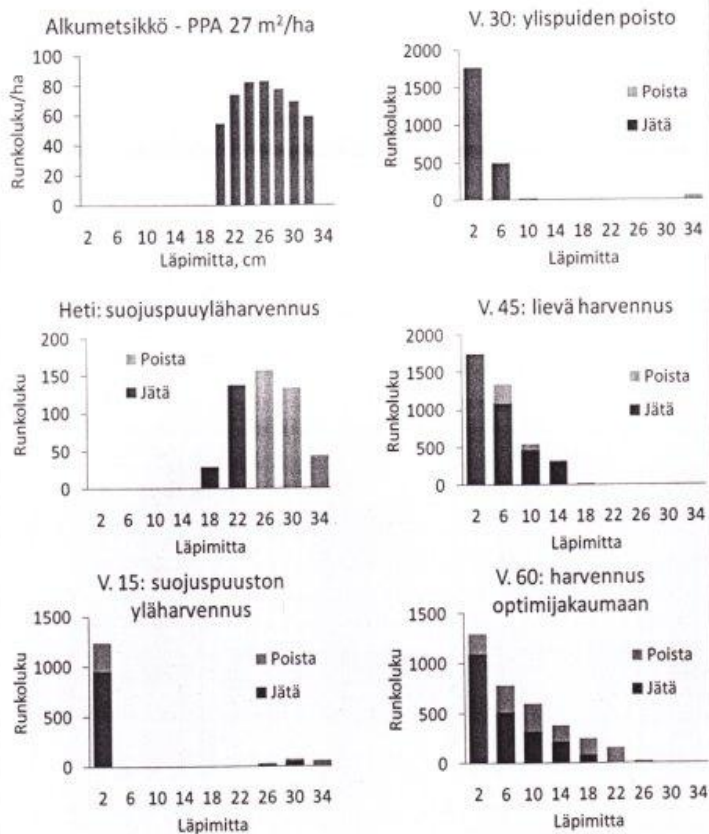 Alkumetsikkö - PPA 27 m²/ha
Runkoluku/ha
100
80
60
40
20
0
2 6 10 14 18 22 26 30 34
Läpimitta, cm
V. 30: ylispuiden poisto
Runkoluku
2000
1500
1000
500
0
Poista
Jätä
2 6 10 14 18 22 26 30 34
Läpimitta
Heti: suojuspuuyläharvennus
Runkoluku
200
150
100
50
0
Poista
Jätä
2 6 10 14 18 22 26 30 34
Läpimitta
V. 45: lievä harvennus
Runkoluku
2000
1500
1000
500
0
Poista
Jätä
2 6 10 14 18 22 26 30 34
Läpimitta
V. 15: suojuspuuston
yläharvennus
Runkoluku
1500
1000
500
0
Poista
Jätä
2 6 10 14 18 22 26 30 34
Läpimitta
V. 60: harvennus
optimijakaumaan
Runkoluku
1500
1000
500
0
Poista
Jätä
2 6 10 14 18 22 26 30 34
Läpimitta